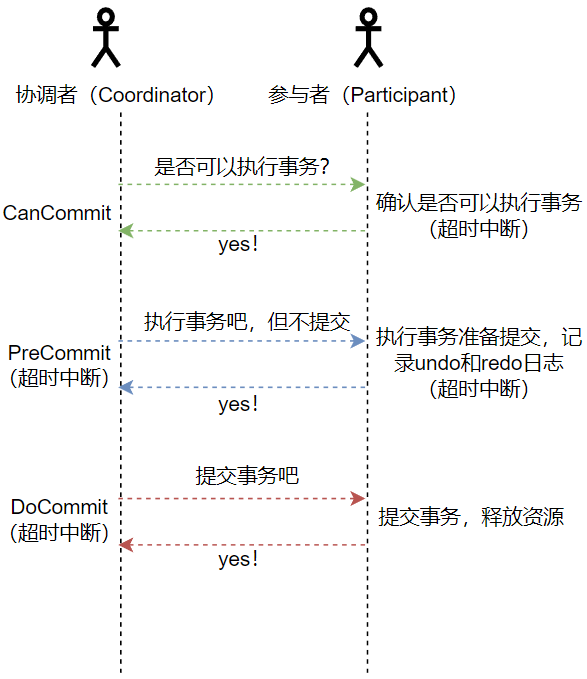 协调者（Coordinator）
参与者（Participant）
是否可以执行事务？
CanCommit
确认是否可以执行事务
（超时中断）
yes！
执行事务吧，但不提交
PreCommit
（超时中断）
执行事务准备提交，记
录undo和redo日志
（超时中断）
yes！
提交事务吧
DoCommit
（超时中断）
提交事务，释放资源
yes！